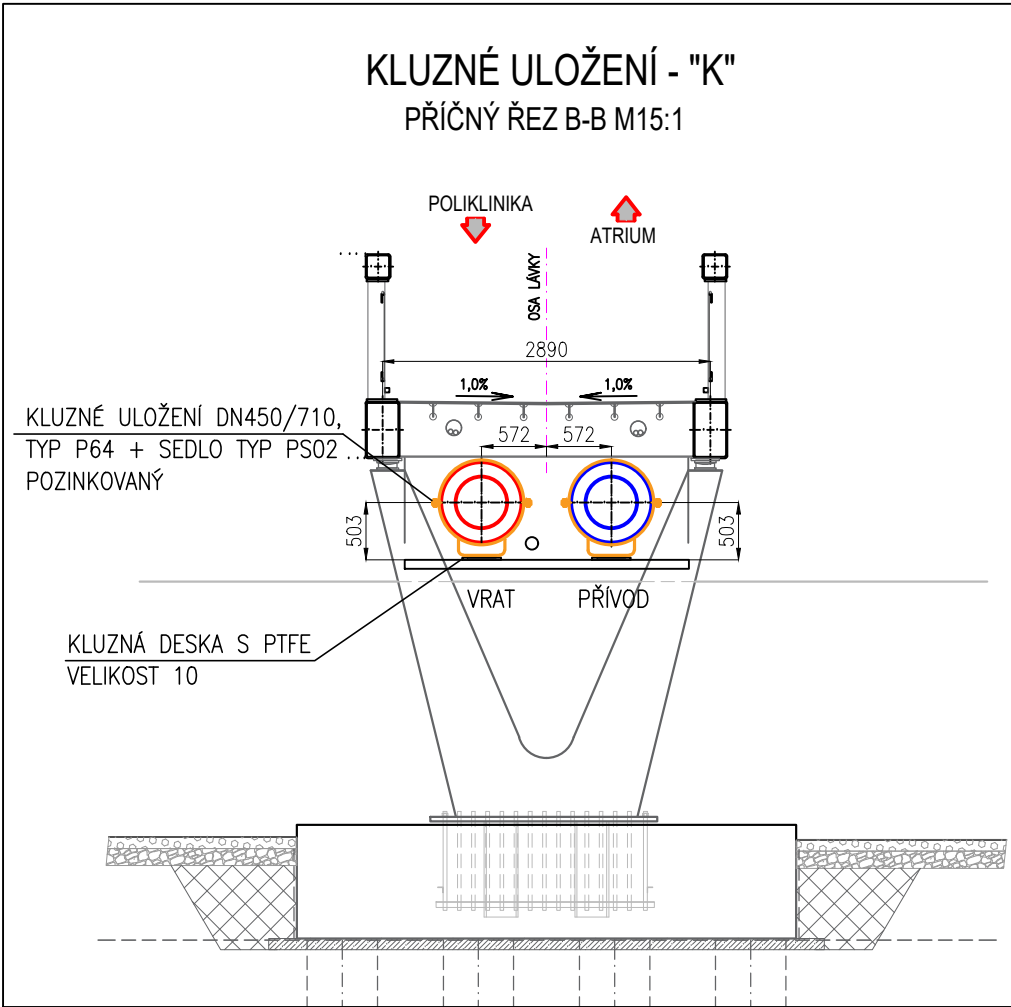 KLUZNÉ ULOŽENÍ - "K"
PŘÍČNÝ ŘEZ B-B M15:1
POLIKLINIKA
ATRIUM
OSA LÁVKY
2890
1,0%
1,0%
KLUZNÉ ULOŽENÍ DN450/710,
TYP P64 + SEDLO TYP PS02
POZINKOVANÝ
572
572
503
503
VRAT
PŘÍVOD
KLUZNÁ DESKA S PTFE
VELIKOST 10